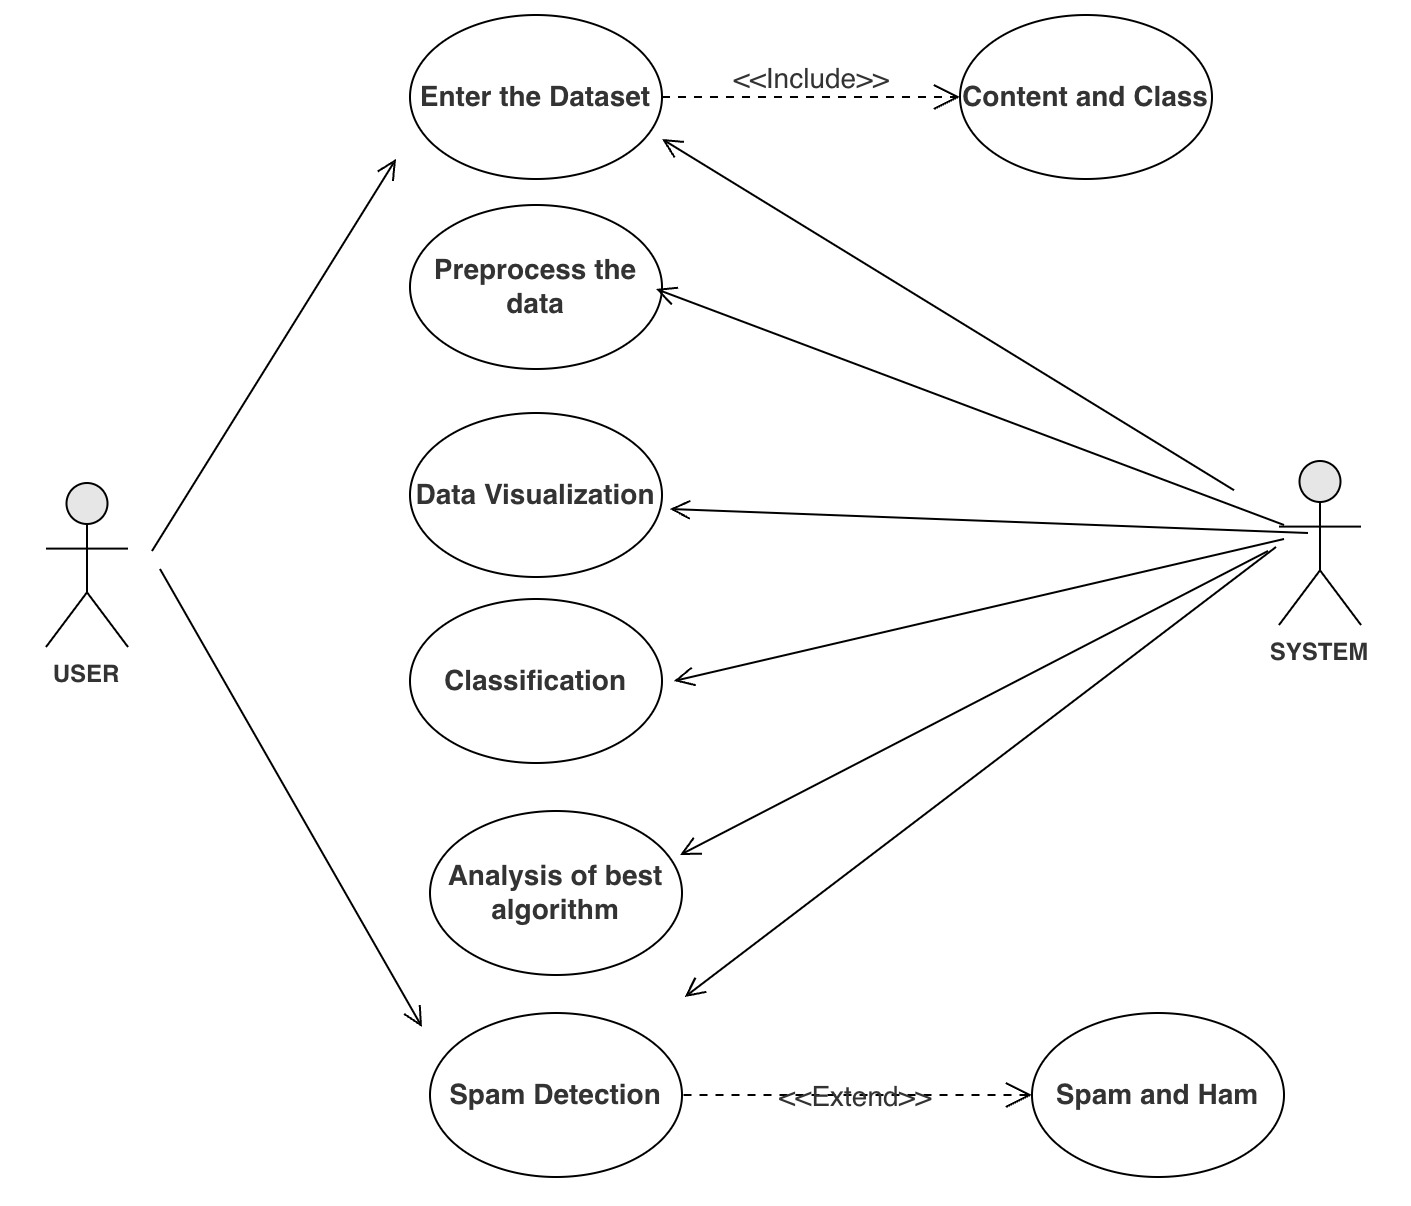 Enter the Dataset
<<Include>>
Content and Class
Preprocess the
data
Data Visualization
USER
SYSTEM
Classification
Analysis of best
algorithm
Spam Detection
<<Extend>>
Spam and Ham